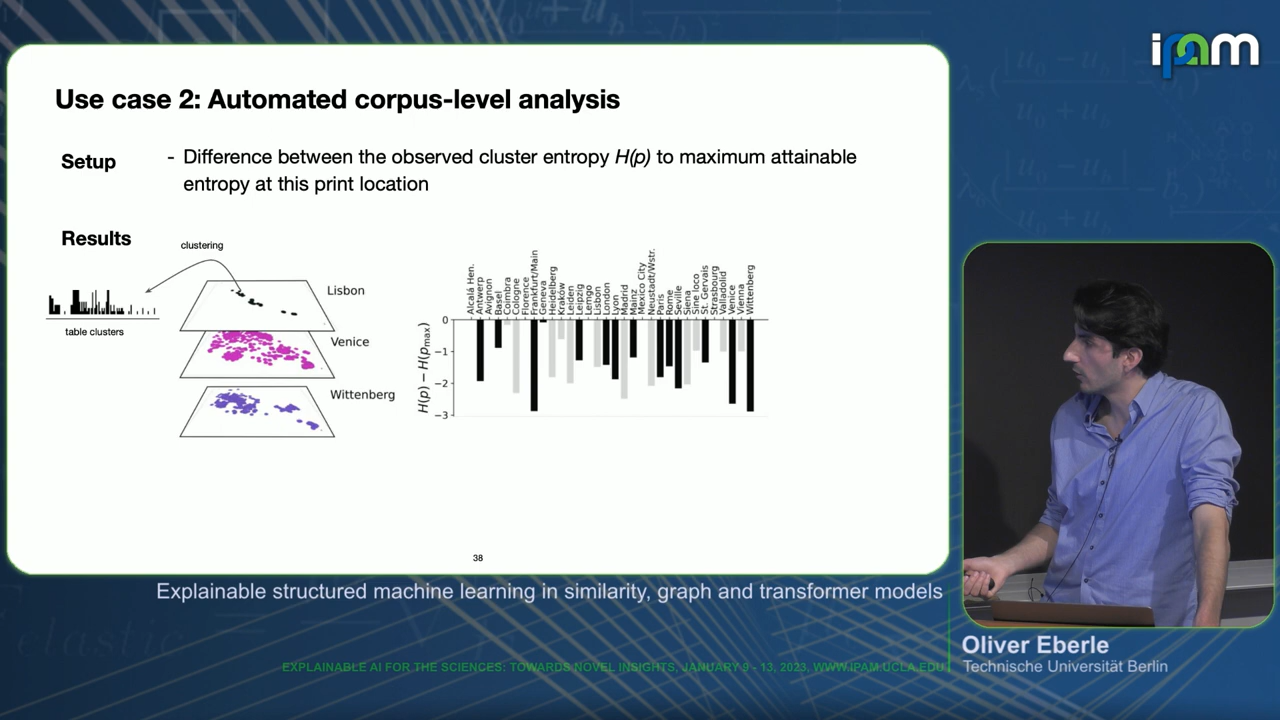 ipam
Use case 2: Automated corpus-level analysis
Setup
- Difference between the observed cluster entropy H(p) to maximum attainable
entropy at this print location
Results
clustering
table clusters
Lisbon
Venice
Wittenberg
Alcalá Hen.
Antwerp
Avignon
Basel
Coimbra
Cologne
Florence
Frankfurt/Main
Geneva
Heidelberg
Kraków
Leiden
Leipzig
Lemgo
Lisbon
London
Lyon
Madrid
Mainz
Mexico City
Neustadt/Wstr.
Paris
Rome
Seville
Siena
Sine loco
St. Gervais
Strasbourg
Valladolid
Venice
Vienna
Wittenberg
H(p) − H(pmax)
0
−1
−2
−3
38
Explainable structured machine learning in similarity, graph and transformer models
Oliver Eberle
Technische Universität Berlin
EXPLAINABLE AI FOR THE SCIENCES: TOWARDS NOVEL INSIGHTS, JANUARY 9 - 13, 2023, WWW.IPAM.UCLA.EDU
elastic